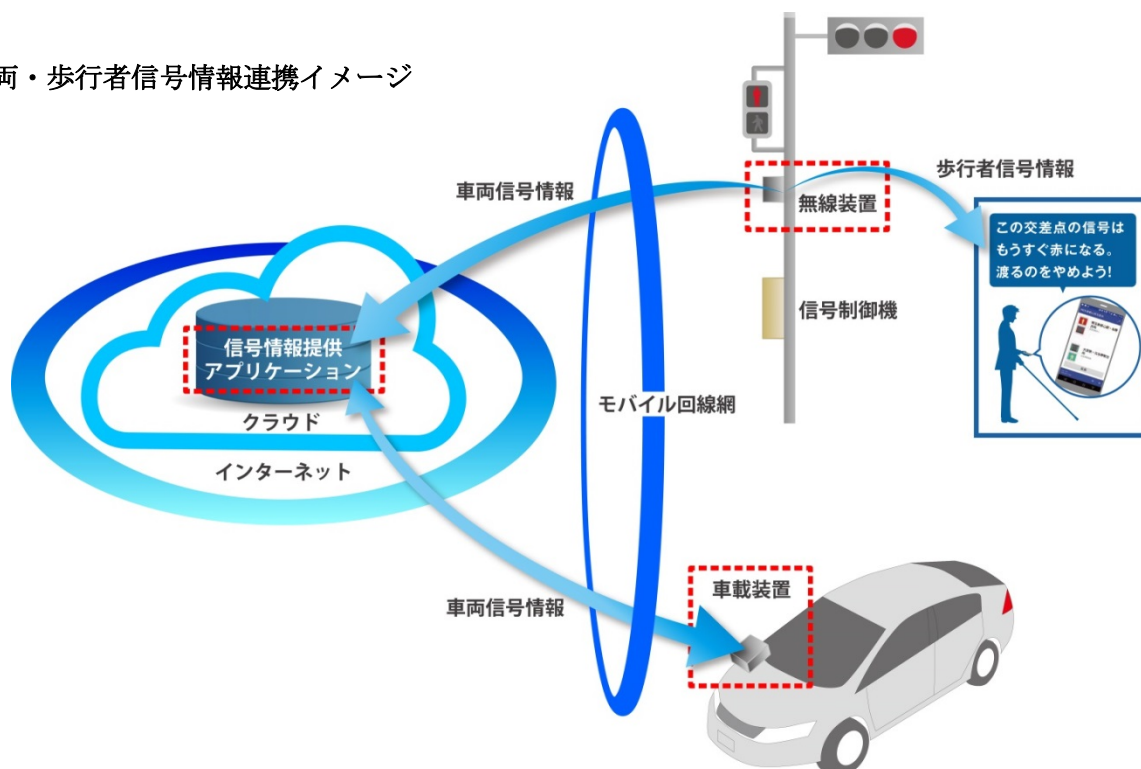 両・歩行者信号情報連携イメージ
車両信号情報
歩行者信号情報
無線装置
この交差点の信号は
もうすぐ赤になる。
渡るのをやめよう!
信号制御機
信号情報提供
アプリケーション
クラウド
インターネット
モバイル回線網
車両信号情報
車載装置